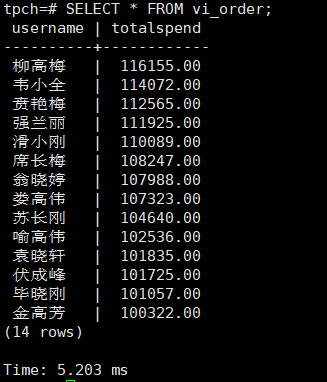 tpch=# SELECT * FROM vi_order;
username | totalspend
----------+------------
柳高梅 | 116155.00
韦小全 | 114072.00
贲艳梅 | 112565.00
强兰丽 | 111925.00
滑小刚 | 110089.00
席长梅 | 108247.00
翁晓婷 | 107988.00
娄高伟 | 107323.00
苏长刚 | 104640.00
喻高伟 | 102536.00
袁晓轩 | 101835.00
伏成峰 | 101725.00
毕晓刚 | 101057.00
金高芳 | 100322.00
(14 rows)
Time: 5.203 ms